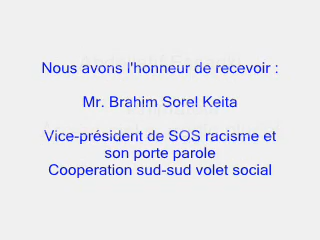 Nous avons l'honneur de recevoir :
Mr. Brahim Sorel Keita
Vice-président de SOS racisme et
son porte parole
Cooperation sud-sud volet social